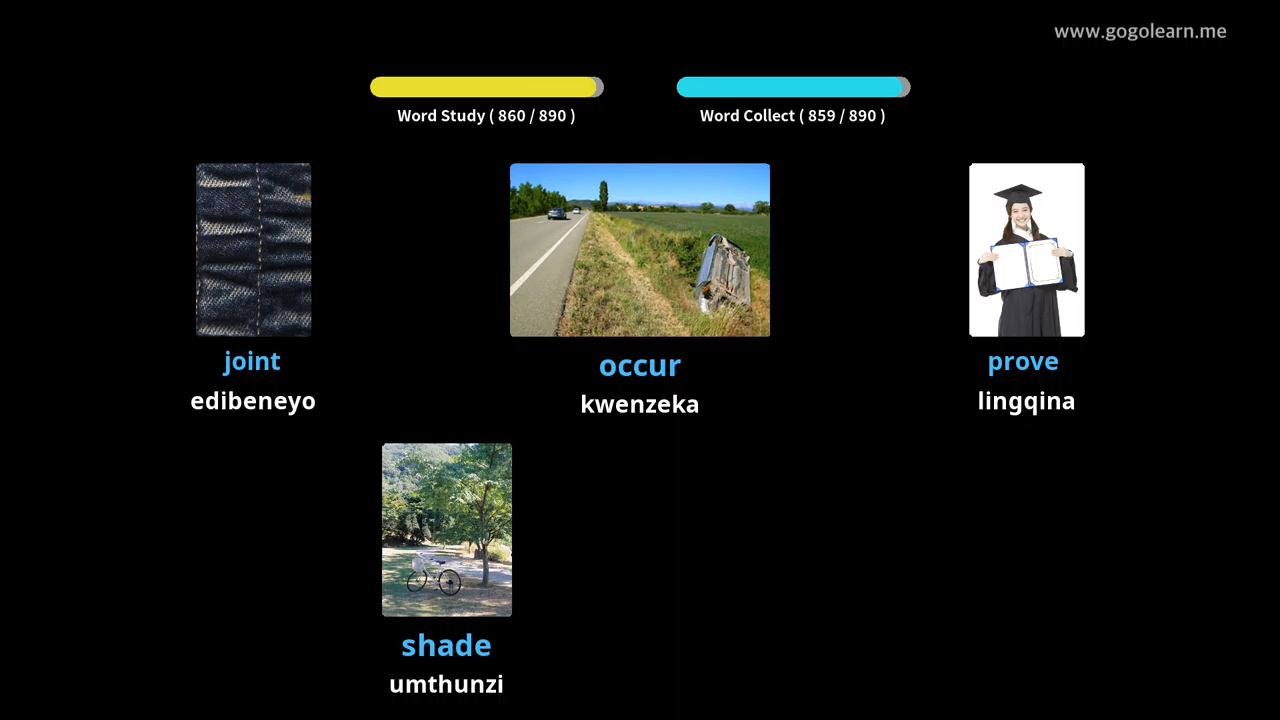 www.gogolearn.me
Word Study ( 860 / 890 )
Word Collect ( 859 / 890 )
joint
edibeneyo
occur
kwenzeka
prove
lingqina
shade
umthunzi